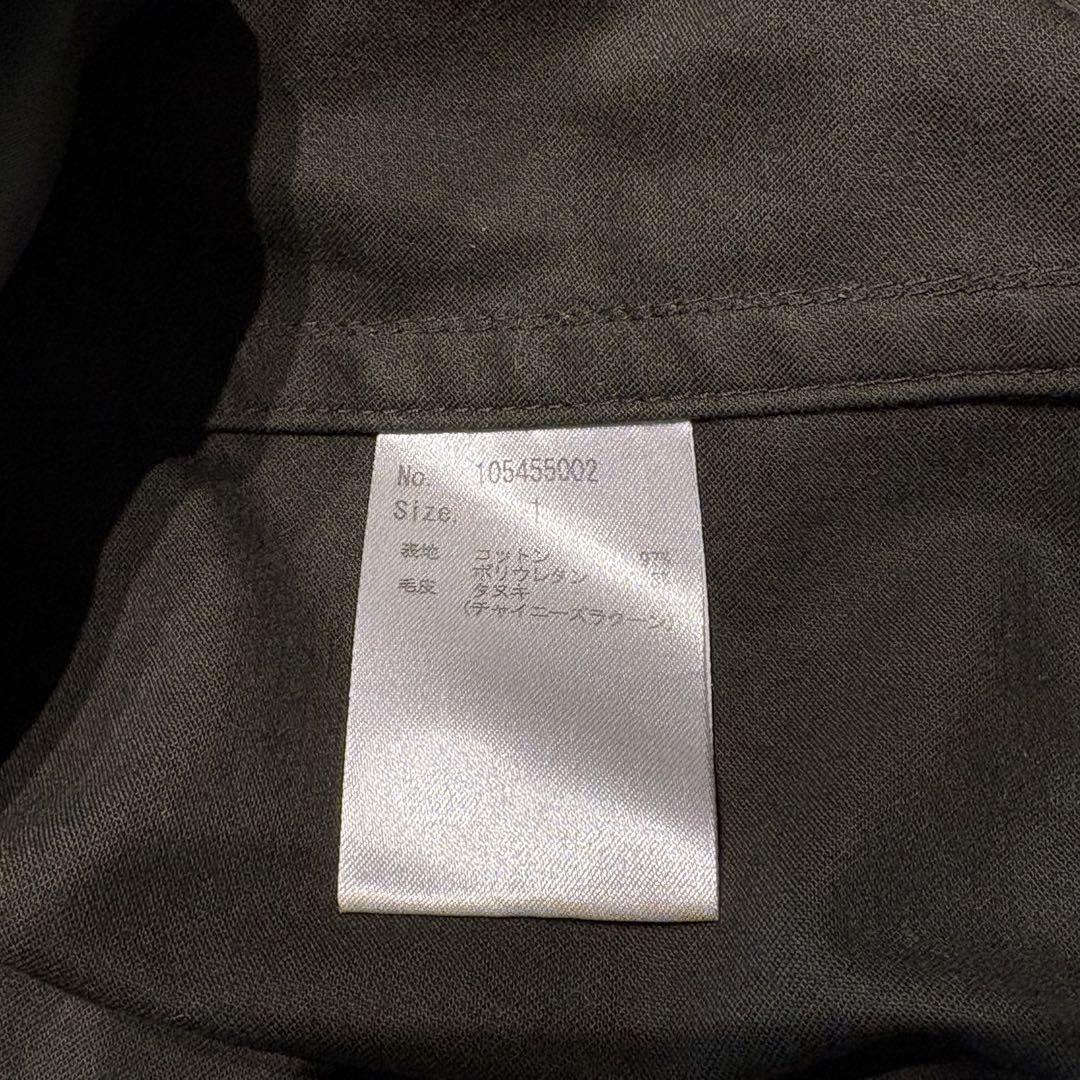 No. 105455002
Size. 1
表地 コットン 97%
ポリウレタン
毛皮 タヌキ
(チャイニーズラクーン)